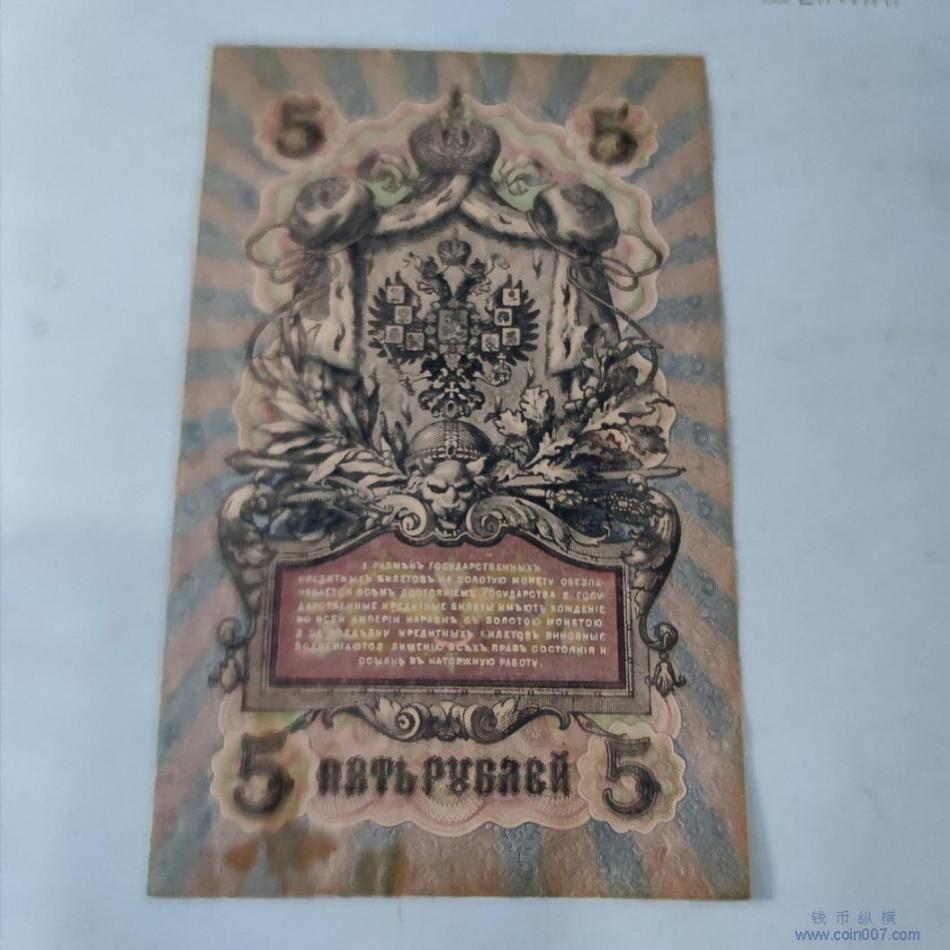 5 5
1. РАЗМѢНЪ ГОСУДАРСТВЕННЫХЪ
КРЕДИТНЫХЪ БИЛЕТОВЪ НА ЗОЛОТУЮ МОНЕТУ ОБЕЗПЕ-
ЧИВАЕТСЯ ВСѢМЪ ДОСТОЯНІЕМЪ ГОСУДАРСТВА 2. ГОСУ-
ДАРСТВЕННЫЕ КРЕДИТНЫЕ БИЛЕТЫ ИМѢЮТЪ ХОЖДЕНІЕ
ВО ВСЕЙ ИМПЕРІИ НАРАВНѢ СЪ ЗОЛОТОЮ МОНЕТОЮ.
3. ЗА ПОДДѢЛКУ КРЕДИТНЫХЪ БИЛЕТОВЪ ВИНОВНЫЕ
ПОДВЕРГАЮТСЯ ЛИШЕНІЮ ВСѢХЪ ПРАВЪ СОСТОЯНІЯ И
ССЫЛКѢ ВЪ КАТОРЖНУЮ РАБОТУ.
5 ПЯТЬ РУБЛЕЙ 5
钱币纵横
www.coin007.com